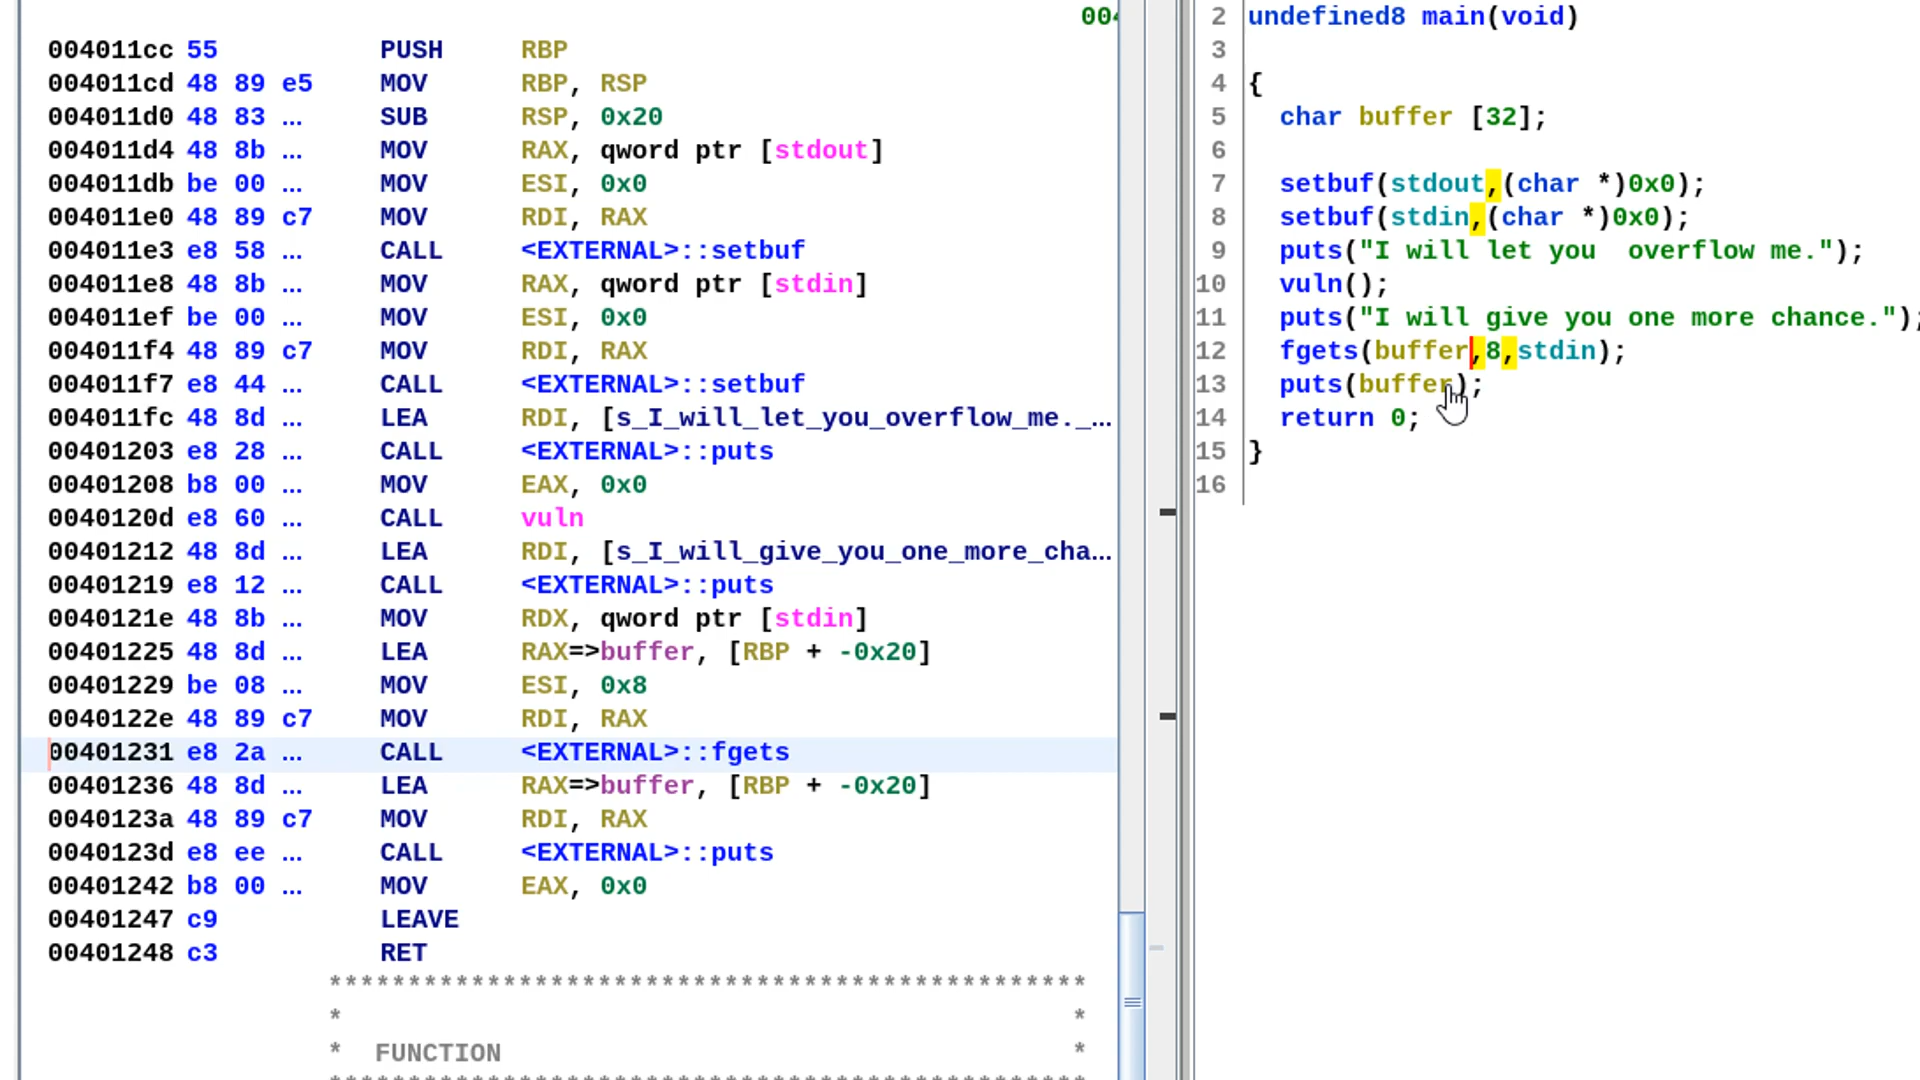 004
004011cc 55 PUSH RBP
004011cd 48 89 e5 MOV RBP, RSP
004011d0 48 83 ... SUB RSP, 0x20
004011d4 48 8b ... MOV RAX, qword ptr [stdout]
004011db be 00 ... MOV ESI, 0x0
004011e0 48 89 c7 MOV RDI, RAX
004011e3 e8 58 ... CALL <EXTERNAL>::setbuf
004011e8 48 8b ... MOV RAX, qword ptr [stdin]
004011ef be 00 ... MOV ESI, 0x0
004011f4 48 89 c7 MOV RDI, RAX
004011f7 e8 44 ... CALL <EXTERNAL>::setbuf
004011fc 48 8d ... LEA RDI, [s_I_will_let_you_overflow_me._...
00401203 e8 28 ... CALL <EXTERNAL>::puts
00401208 b8 00 ... MOV EAX, 0x0
0040120d e8 60 ... CALL vuln
00401212 48 8d ... LEA RDI, [s_I_will_give_you_one_more_cha...
00401219 e8 12 ... CALL <EXTERNAL>::puts
0040121e 48 8b ... MOV RDX, qword ptr [stdin]
00401225 48 8d ... LEA RAX=>buffer, [RBP + -0x20]
00401229 be 08 ... MOV ESI, 0x8
0040122e 48 89 c7 MOV RDI, RAX
00401231 e8 2a ... CALL <EXTERNAL>::fgets
00401236 48 8d ... LEA RAX=>buffer, [RBP + -0x20]
0040123a 48 89 c7 MOV RDI, RAX
0040123d e8 ee ... CALL <EXTERNAL>::puts
00401242 b8 00 ... MOV EAX, 0x0
00401247 c9 LEAVE
00401248 c3 RET
************************************************
* *
* FUNCTION *
************************************************
2 undefined8 main(void)
3
4 {
5 char buffer [32];
6
7 setbuf(stdout,(char *)0x0);
8 setbuf(stdin,(char *)0x0);
9 puts("I will let you  overflow me.");
10 vuln();
11 puts("I will give you one more chance.");
12 fgets(buffer,8,stdin);
13 puts(buffer);
14 return 0;
15 }
16